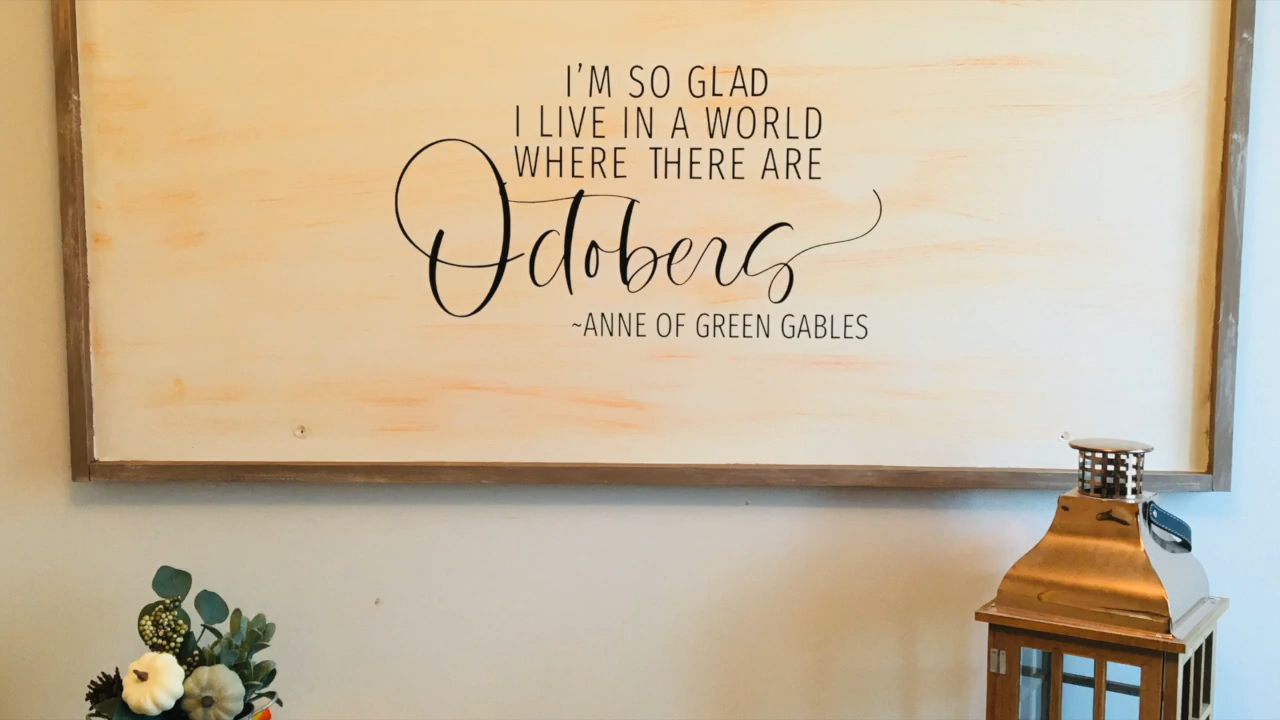 I'M SO GLAD
I LIVE IN A WORLD
WHERE THERE ARE
Octobers
~ANNE OF GREEN GABLES